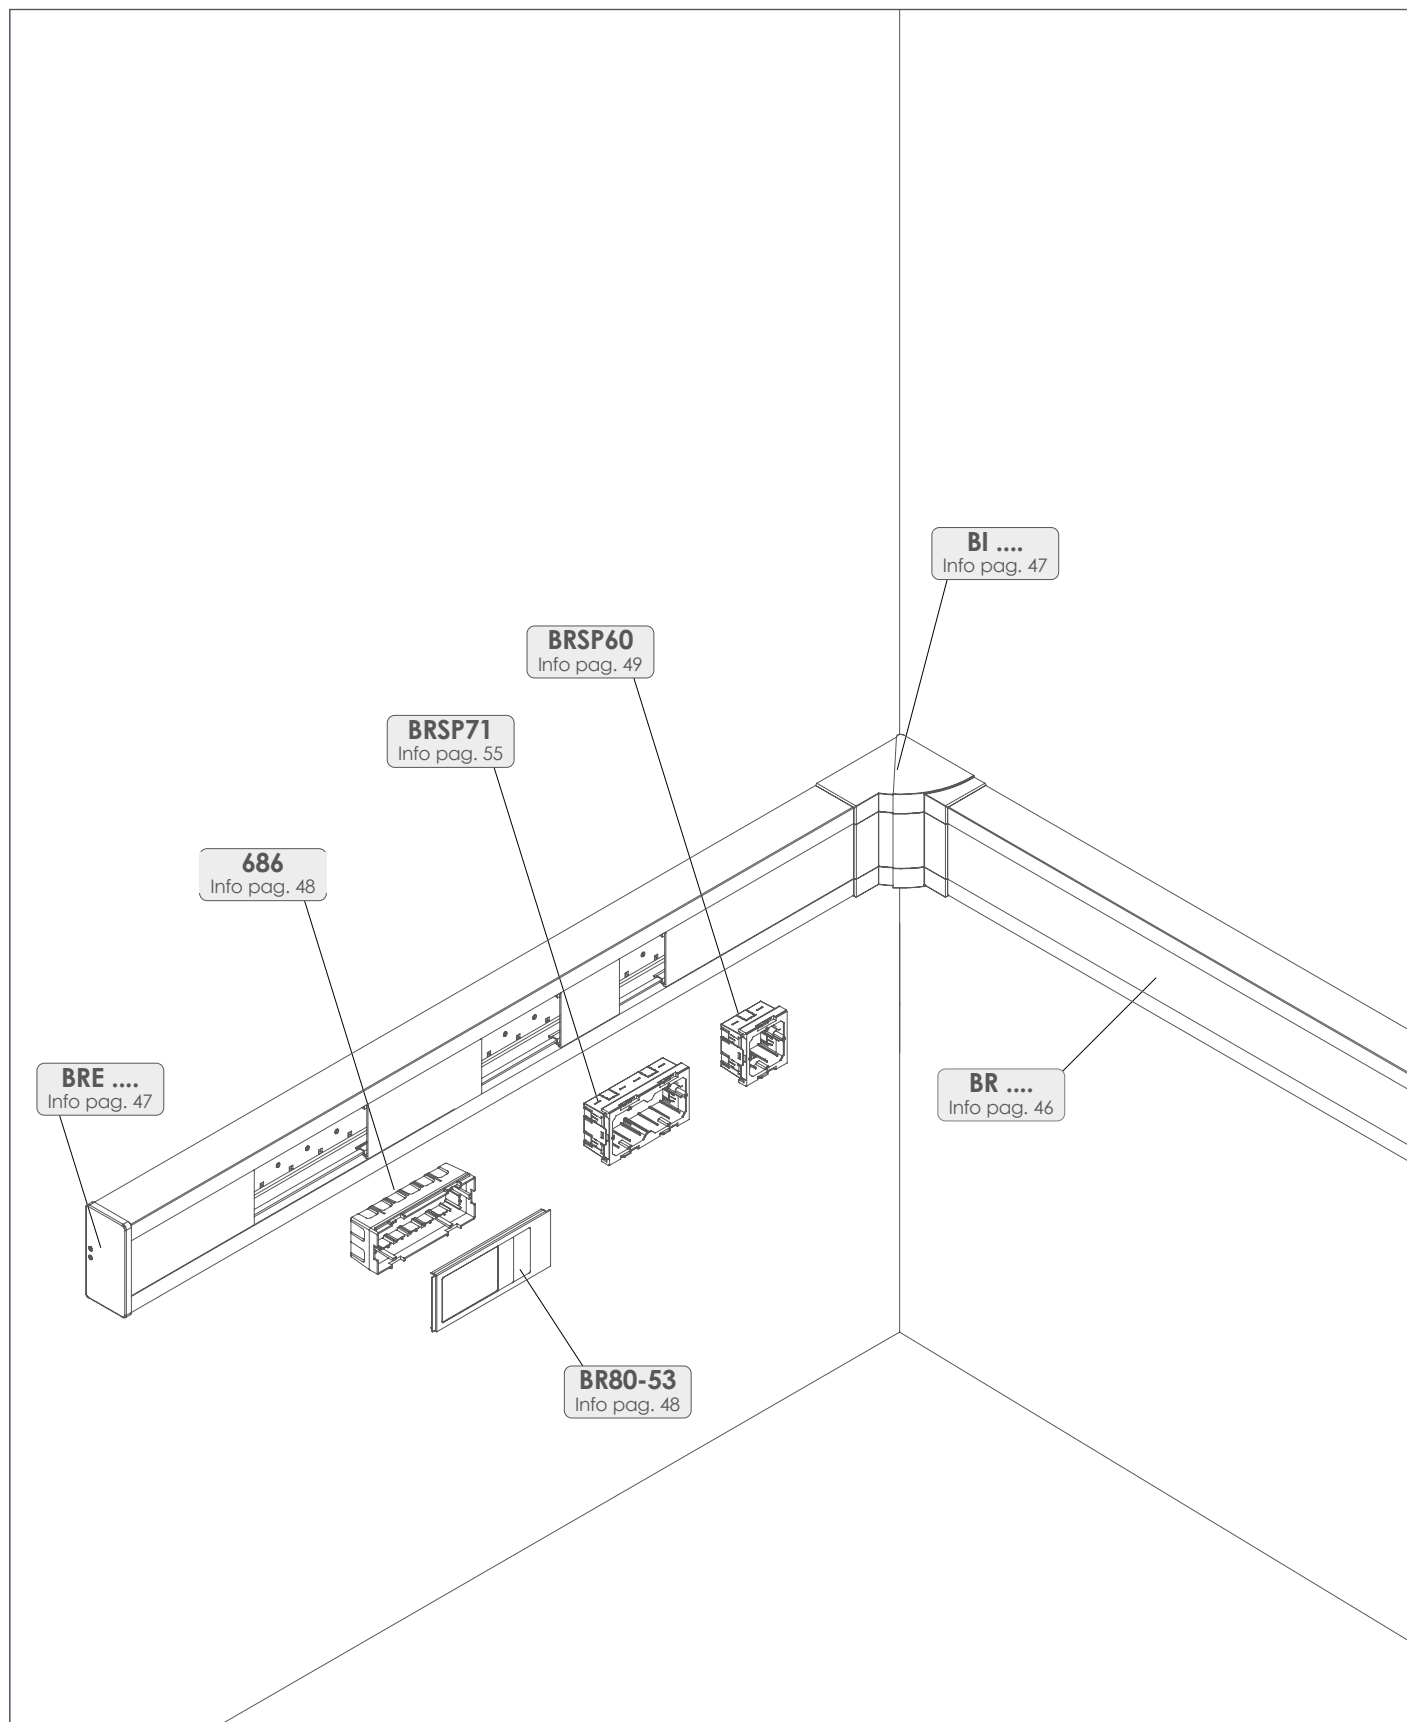 BI ....
Info pag. 47
BRSP60
Info pag. 49
BRSP71
Info pag. 55
686
Info pag. 48
BRE ....
Info pag. 47
BR ....
Info pag. 46
BR80-53
Info pag. 48